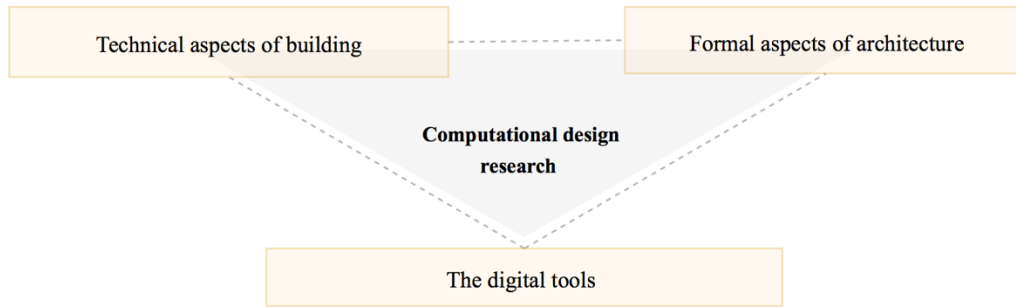 Technical aspects of building
Formal aspects of architecture
Computational design
research
The digital tools